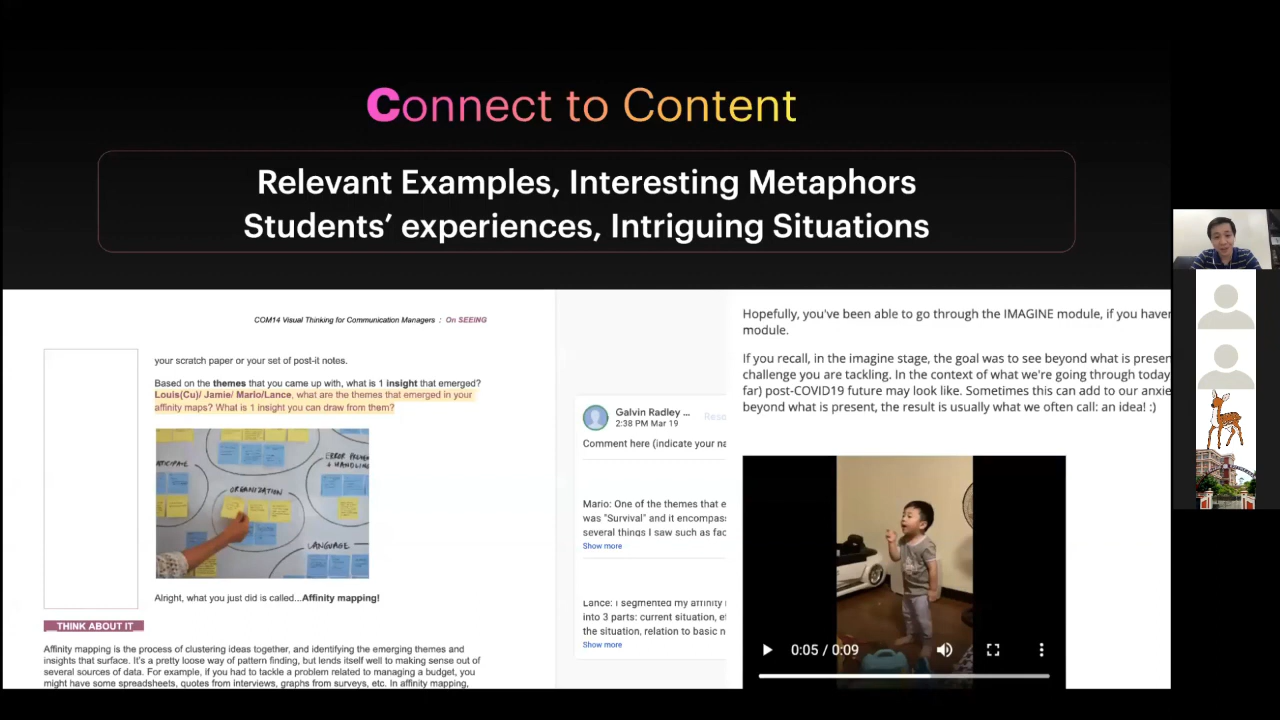 Connect to Content
Relevant Examples, Interesting Metaphors
Students’ experiences, Intriguing Situations
COM14 Visual Thinking for Communication Managers : On SEEING
your scratch paper or your set of post-it notes.
Based on the themes that you came up with, what is 1 insight that emerged?
Louis(Cu)/ Jamie/ Mario/Lance, what are the themes that emerged in your
affinity maps? What is 1 insight you can draw from them?
ORGANIZATION
& HANDLING
LANGUAGE
Alright, what you just did is called...Affinity mapping!
THINK ABOUT IT
Affinity mapping is the process of clustering ideas together, and identifying the emerging themes and
insights that surface. It's a pretty loose way of pattern finding, but lends itself well to making sense out of
several sources of data. For example, if you had to tackle a problem related to managing a budget, you
might have some spreadsheets, quotes from interviews, graphs from surveys, etc. In affinity mapping,
Galvin Radley ...
2:38 PM Mar 19
Comment here (indicate your na
Mario: One of the themes that e
was "Survival" and it encompas
several things I saw such as fac
Show more
Lance: I segmented my affinity
into 3 parts: current situation, ef
the situation, relation to basic n
Show more
Hopefully, you've been able to go through the IMAGINE module, if you haven
module.
If you recall, in the imagine stage, the goal was to see beyond what is presen
challenge you are tackling. In the context of what we're going through today
far) post-COVID19 future may look like. Sometimes this can add to our anxie
beyond what is present, the result is usually what we often call: an idea! :)
0:05 / 0:09